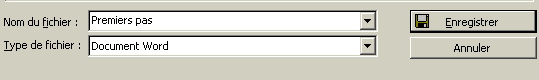 Nom du fichier : Premiers pas Enregistrer
Type de fichier : Document Word Annuler